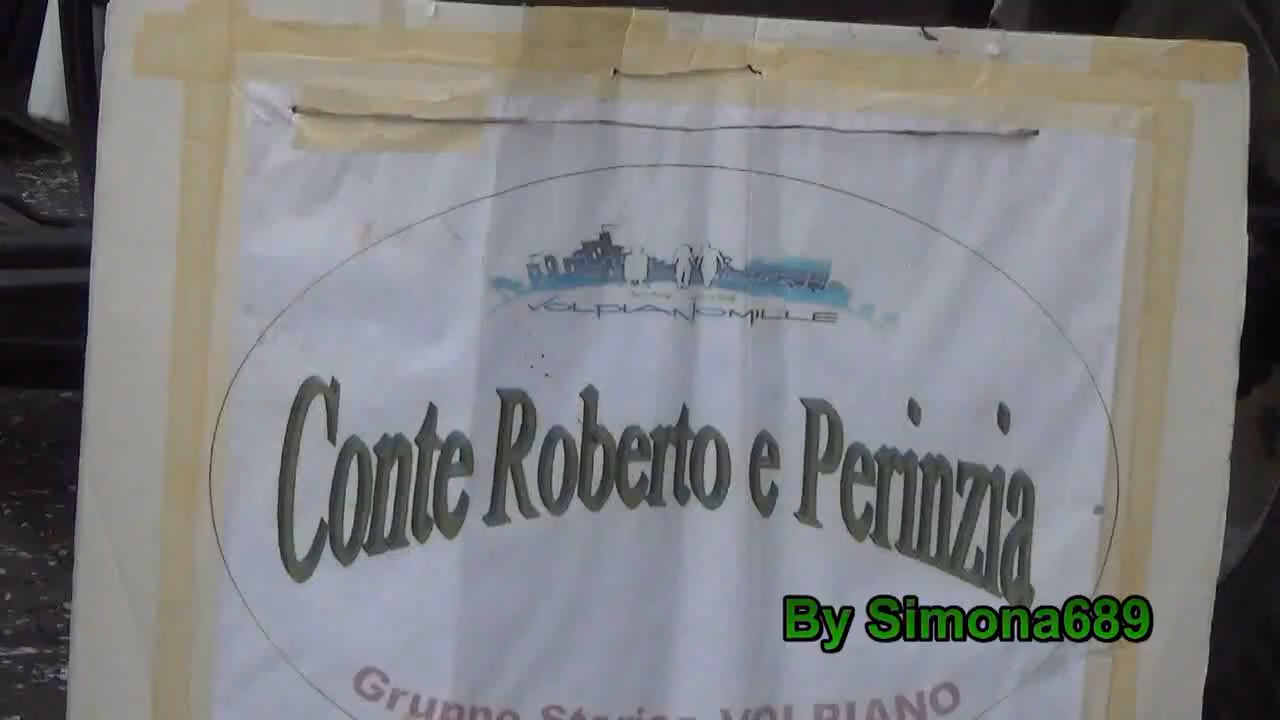 VOLPIANOMILLE
Conte Roberto e Perinzia
By Simona689
Gruppo Storico VOLPIANO